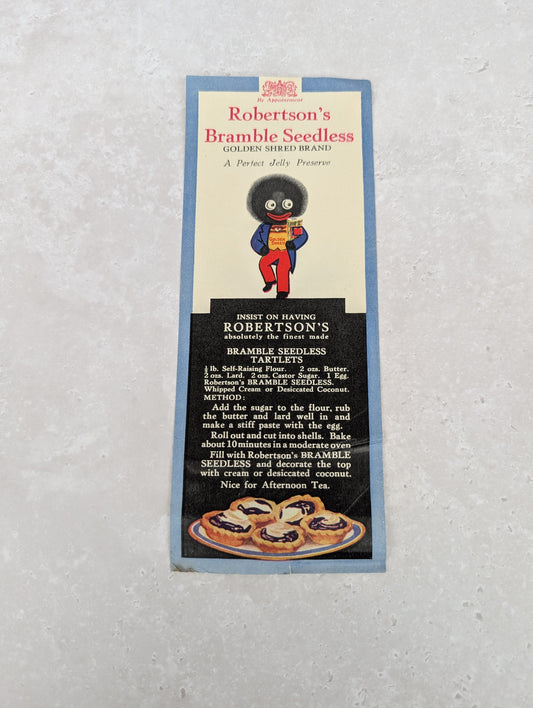 By Appointment
Robertson's
Bramble Seedless
GOLDEN SHRED BRAND
A Perfect Jelly Preserve
GOLDEN
SHRED
INSIST ON HAVING
ROBERTSON'S
absolutely the finest made
BRAMBLE SEEDLESS
TARTLETS
½ lb. Self-Raising Flour. 2 ozs. Butter.
2 ozs. Lard. 2 ozs. Castor Sugar. 1 Egg.
Robertson's BRAMBLE SEEDLESS.
Whipped Cream or Desiccated Coconut.
METHOD:
Add the sugar to the flour, rub
the butter and lard well in and
make a stiff paste with the egg.
Roll out and cut into shells. Bake
about 10 minutes in a moderate oven
Fill with Robertson's BRAMBLE
SEEDLESS and decorate the top
with cream or desiccated coconut.
Nice for Afternoon Tea.